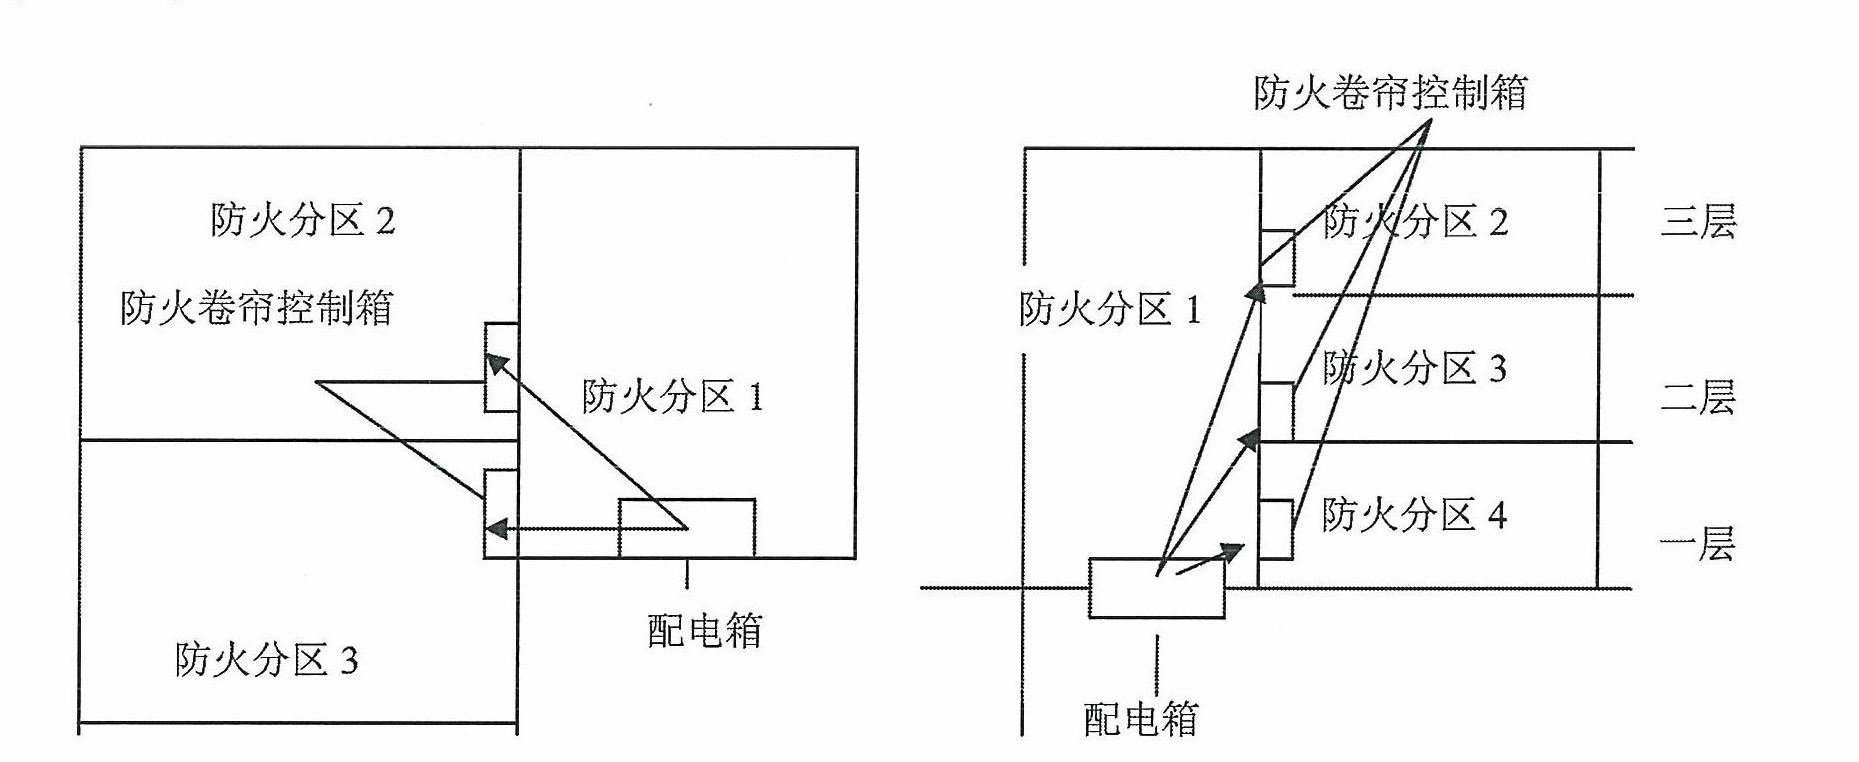 防火分区 2
防火卷帘控制箱
防火分区 1
配电箱
防火分区 3
防火卷帘控制箱
防火分区 2
三层
防火分区 1
防火分区 3
二层
防火分区 4
一层
配电箱